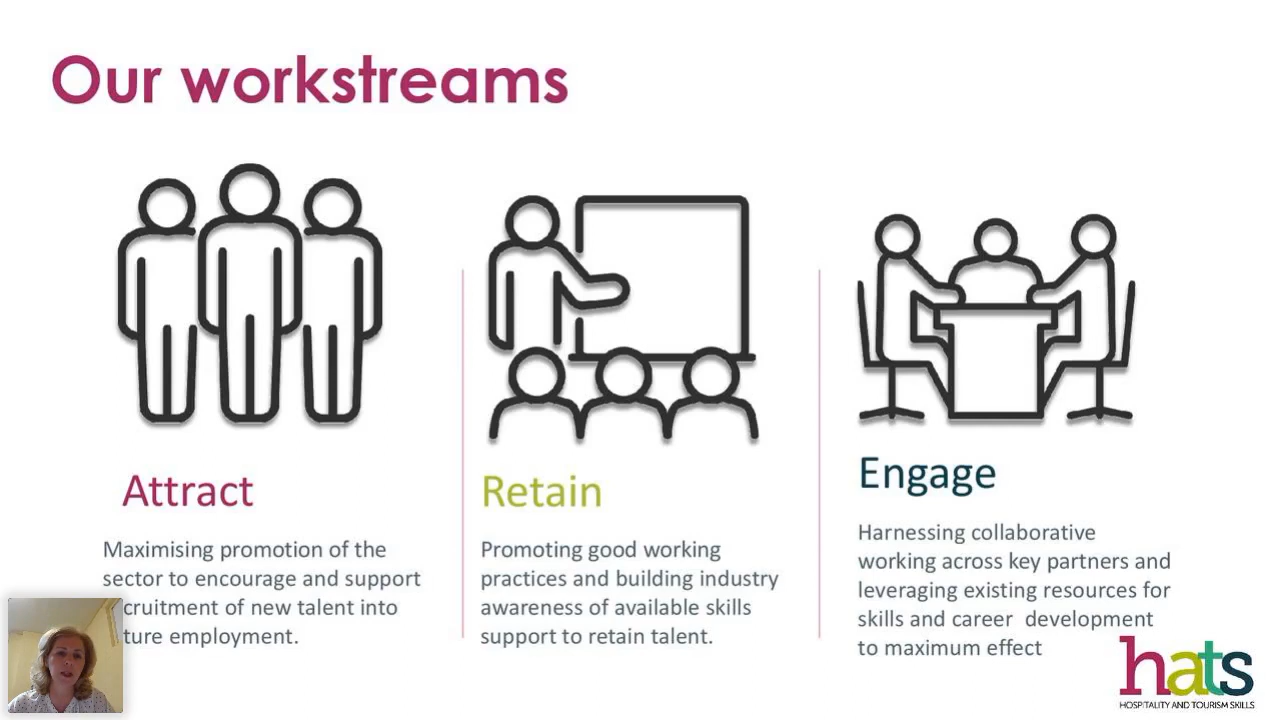 Our workstreams
Attract
Maximising promotion of the
sector to encourage and support
cruitment of new talent into
ture employment.
Retain
Promoting good working
practices and building industry
awareness of available skills
support to retain talent.
Engage
Harnessing collaborative
working across key partners and
leveraging existing resources for
skills and career  development
to maximum effect
hats
HOSPITALITY AND TOURISM SKILLS